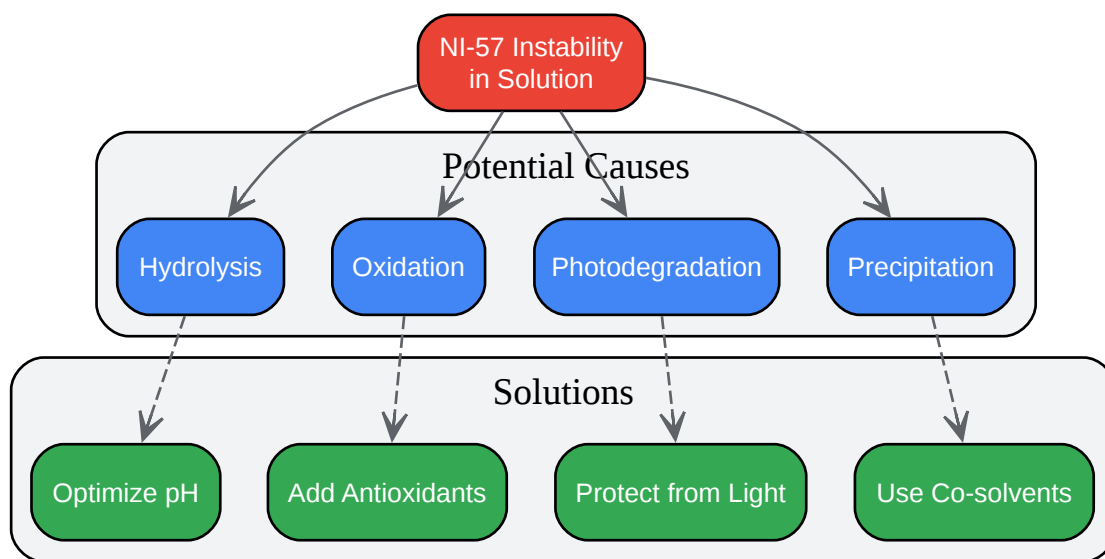 NI-57 Instability
in Solution
Potential Causes
Hydrolysis
Oxidation
Photodegradation
Precipitation
Solutions
Optimize pH
Add Antioxidants
Protect from Light
Use Co-solvents